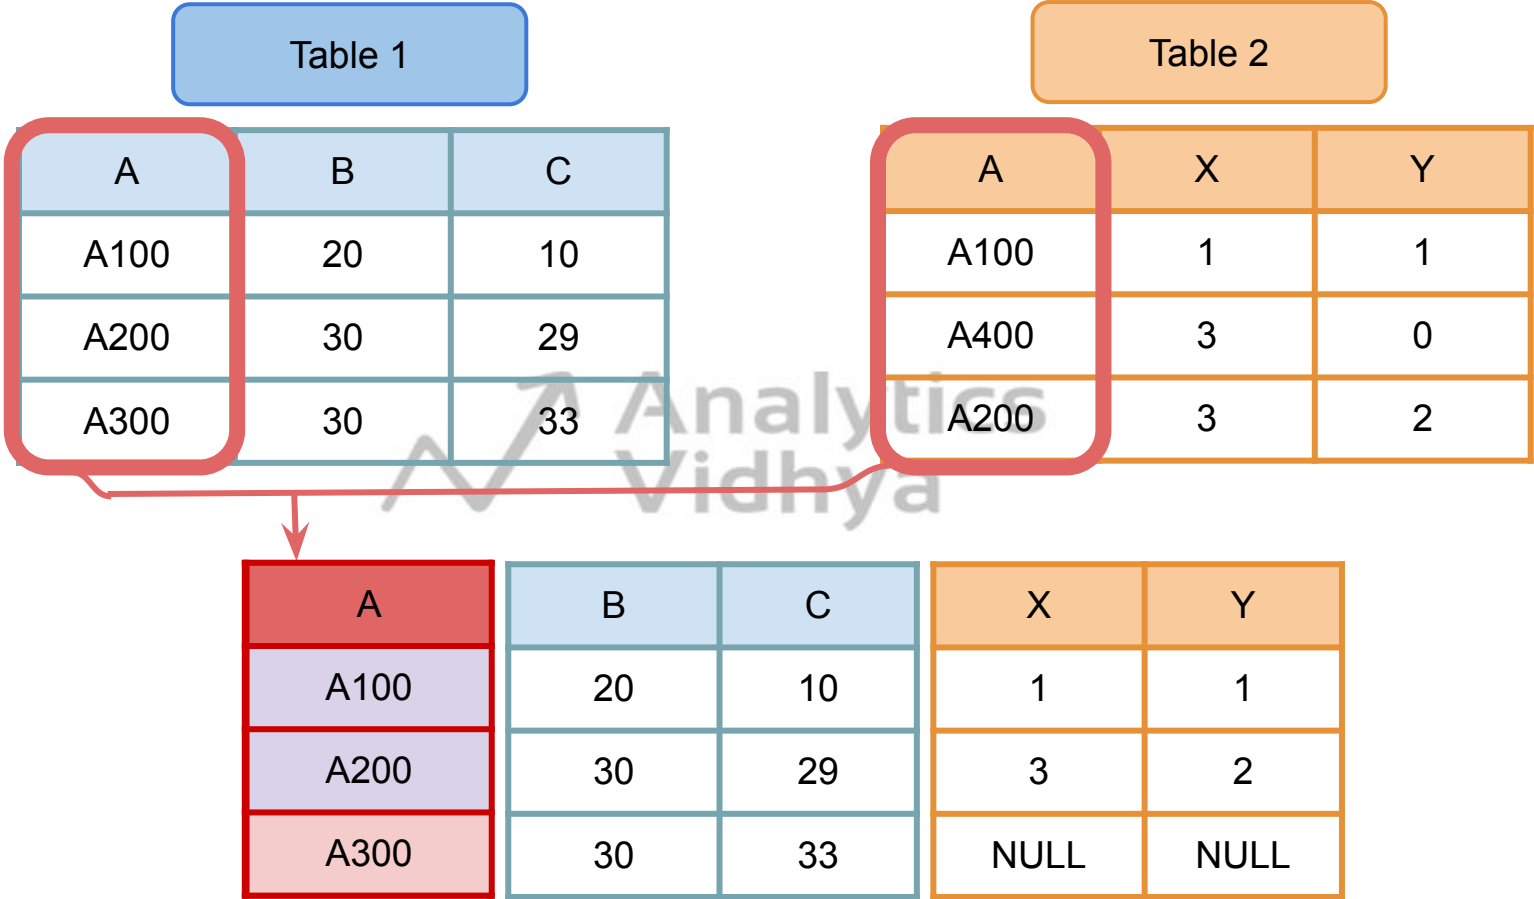 Table 1
Table 2
A B C
A100 20 10
A200 30 29
A300 30 33
A X Y
A100 1 1
A400 3 0
A200 3 2
Analytics
Vidhya
A B C X Y
A100 20 10 1 1
A200 30 29 3 2
A300 30 33 NULL NULL